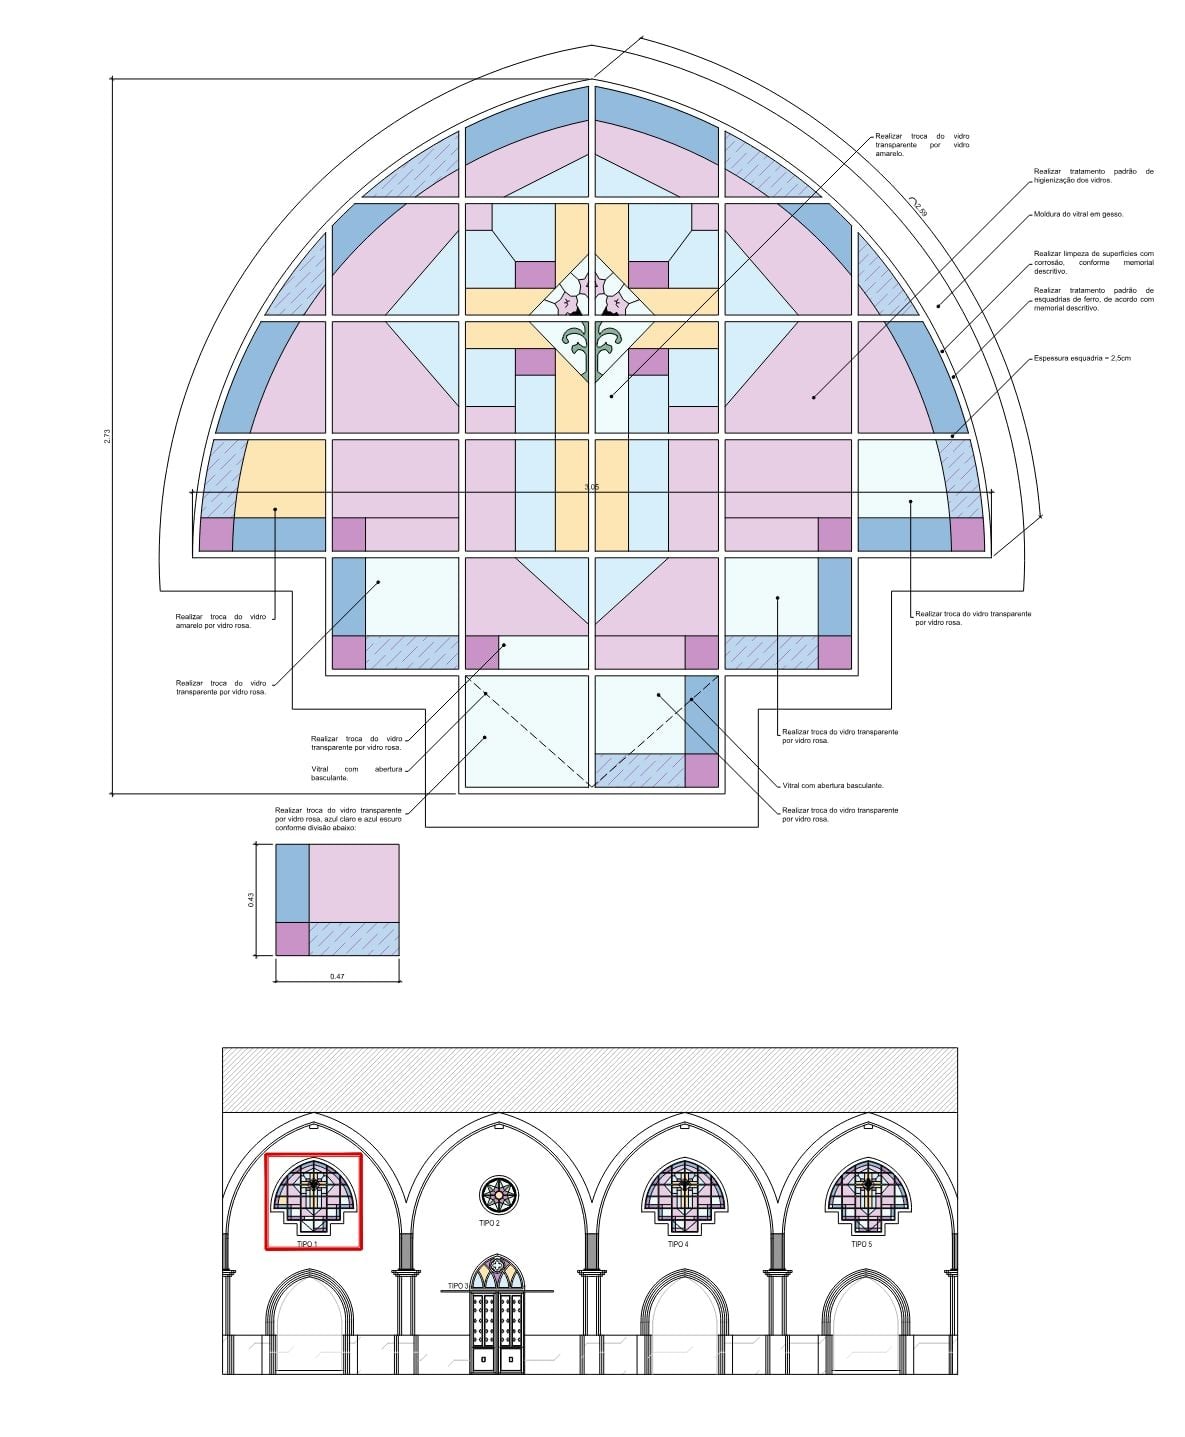 Realizar troca do vidro
transparente por vidro
amarelo.
Realizar tratamento padrão de
higienização dos vidros.
2.59
Moldura do vitral em gesso.
Realizar limpeza de superfícies com
corrosão, conforme memorial
descritivo.
Realizar tratamento padrão de
esquadrias de ferro, de acordo com
memorial descritivo.
Espessura esquadria = 2,5cm
2.73
3.05
Realizar troca do vidro
amarelo por vidro rosa.
Realizar troca do vidro transparente
por vidro rosa.
Realizar troca do vidro
transparente por vidro rosa.
Realizar troca do vidro
transparente por vidro rosa.
Realizar troca do vidro transparente
por vidro rosa.
Vitral com abertura
basculante.
Vitral com abertura basculante.
Realizar troca do vidro transparente
por vidro rosa, azul claro e azul escuro
conforme divisão abaixo:
Realizar troca do vidro transparente
por vidro rosa.
0.43
0.47
TIPO 1
TIPO 2
TIPO 3
TIPO 4
TIPO 5